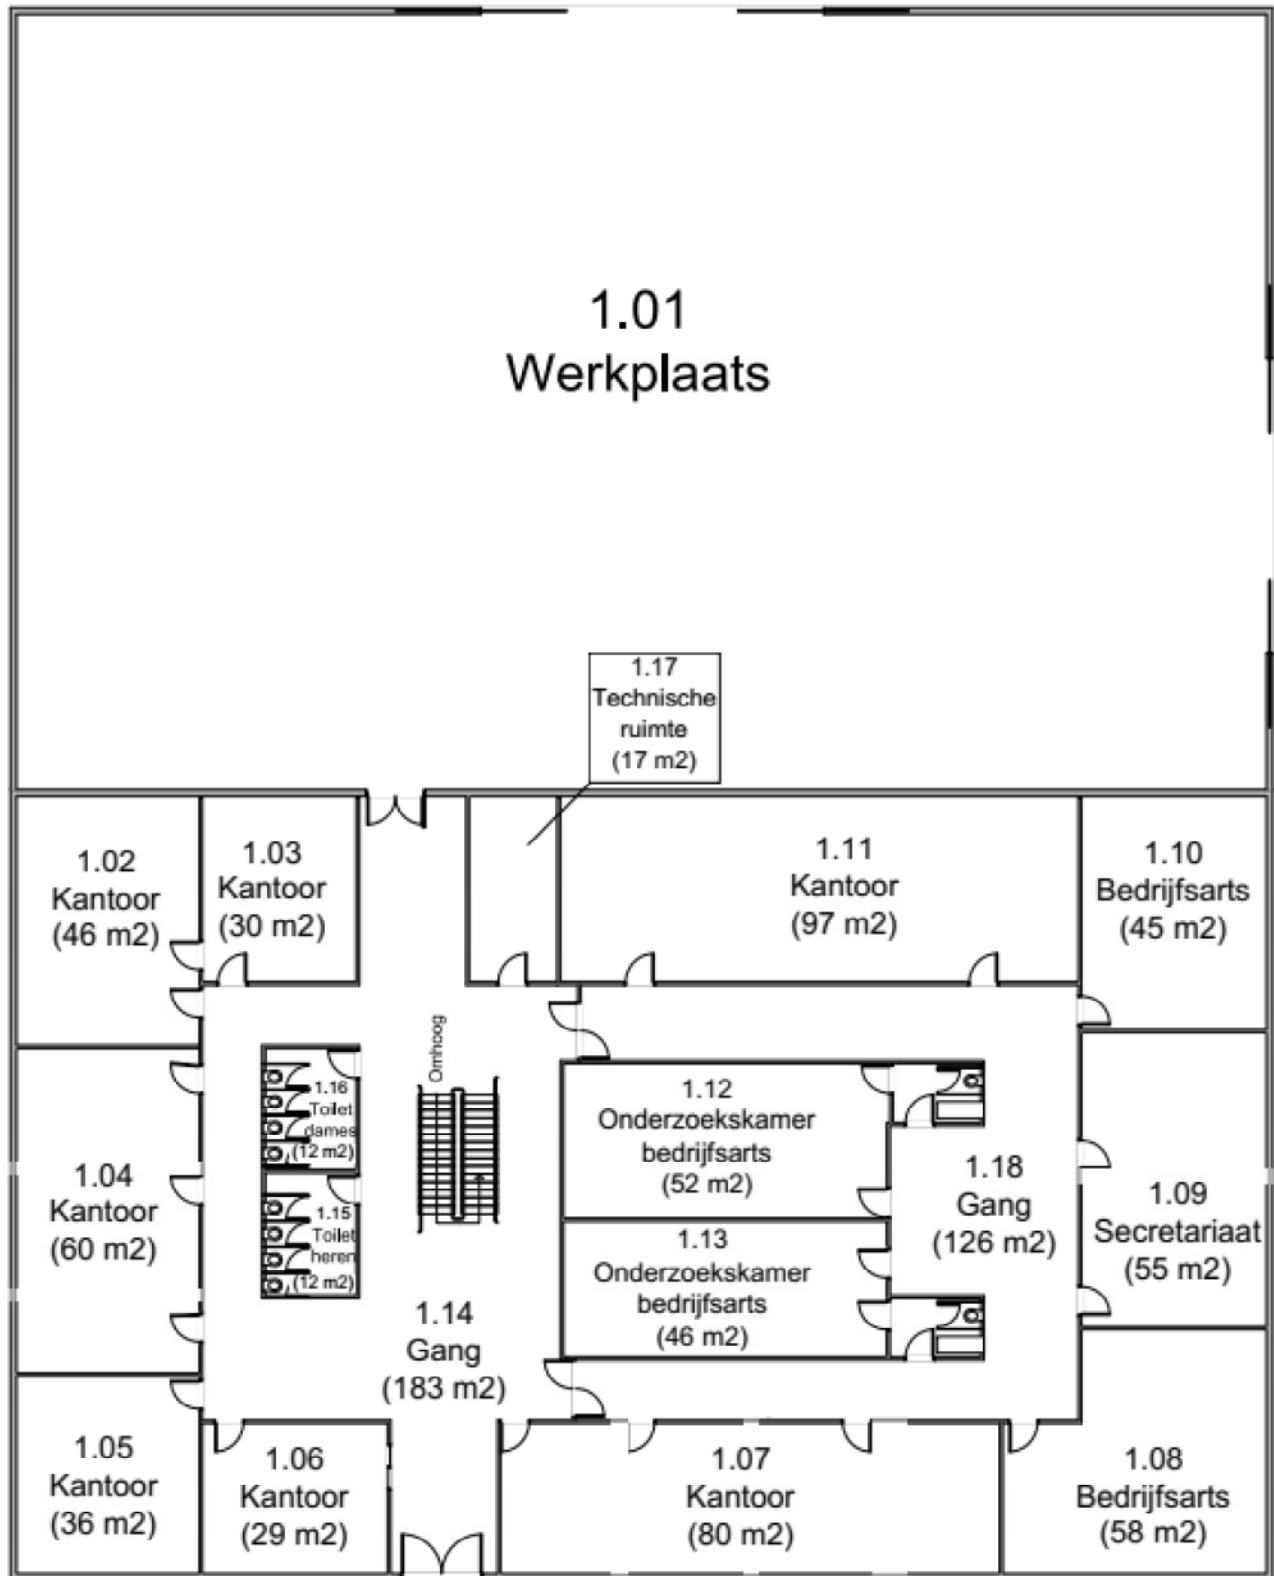 1.01
Werkplaats
1.17
Technische
ruimte
(17 m2)
1.02
Kantoor
(46 m2)
1.03
Kantoor
(30 m2)
1.11
Kantoor
(97 m2)
1.10
Bedrijfsarts
(45 m2)
Omhoog
1.16
Toilet
dames
(12 m2)
1.12
Onderzoekskamer
bedrijfsarts
(52 m2)
1.04
Kantoor
(60 m2)
1.15
Toilet
heren
(12 m2)
1.18
Gang
(126 m2)
1.09
Secretariaat
(55 m2)
1.13
Onderzoekskamer
bedrijfsarts
(46 m2)
1.14
Gang
(183 m2)
1.05
Kantoor
(36 m2)
1.06
Kantoor
(29 m2)
1.07
Kantoor
(80 m2)
1.08
Bedrijfsarts
(58 m2)